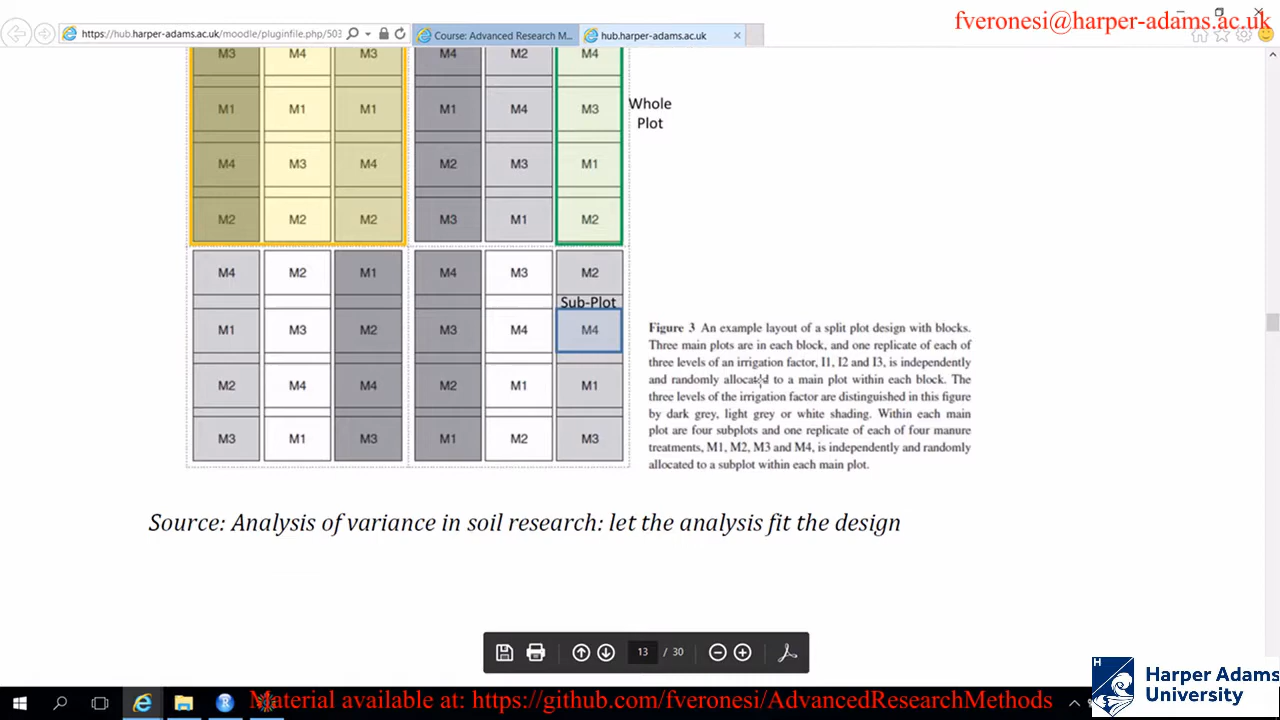 fveronesi@harper-adams.ac.uk
https://hub.harper-adams.ac.uk/moodle/pluginfile.php/503
Course: Advanced Research M...
hub.harper-adams.ac.uk
M3 M4 M3 M4 M2 M4
M1 M1 M1 M1 M4 M3
Whole
Plot
M4 M3 M4 M2 M3 M1
M2 M2 M2 M3 M1 M2
M4 M2 M1 M4 M3 M2
Sub-Plot
M1 M3 M2 M3 M4 M4
M2 M4 M4 M2 M1 M1
M3 M1 M3 M1 M2 M3
Figure 3 An example layout of a split plot design with blocks.
Three main plots are in each block, and one replicate of each of
three levels of an irrigation factor, I1, I2 and I3, is independently
and randomly allocated to a main plot within each block. The
three levels of the irrigation factor are distinguished in this figure
by dark grey, light grey or white shading. Within each main
plot are four subplots and one replicate of each of four manure
treatments, M1, M2, M3 and M4, is independently and randomly
allocated to a subplot within each main plot.
Source: Analysis of variance in soil research: let the analysis fit the design
13 / 30
Material available at: https://github.com/fveronesi/AdvancedResearchMethods
H
Harper Adams
University